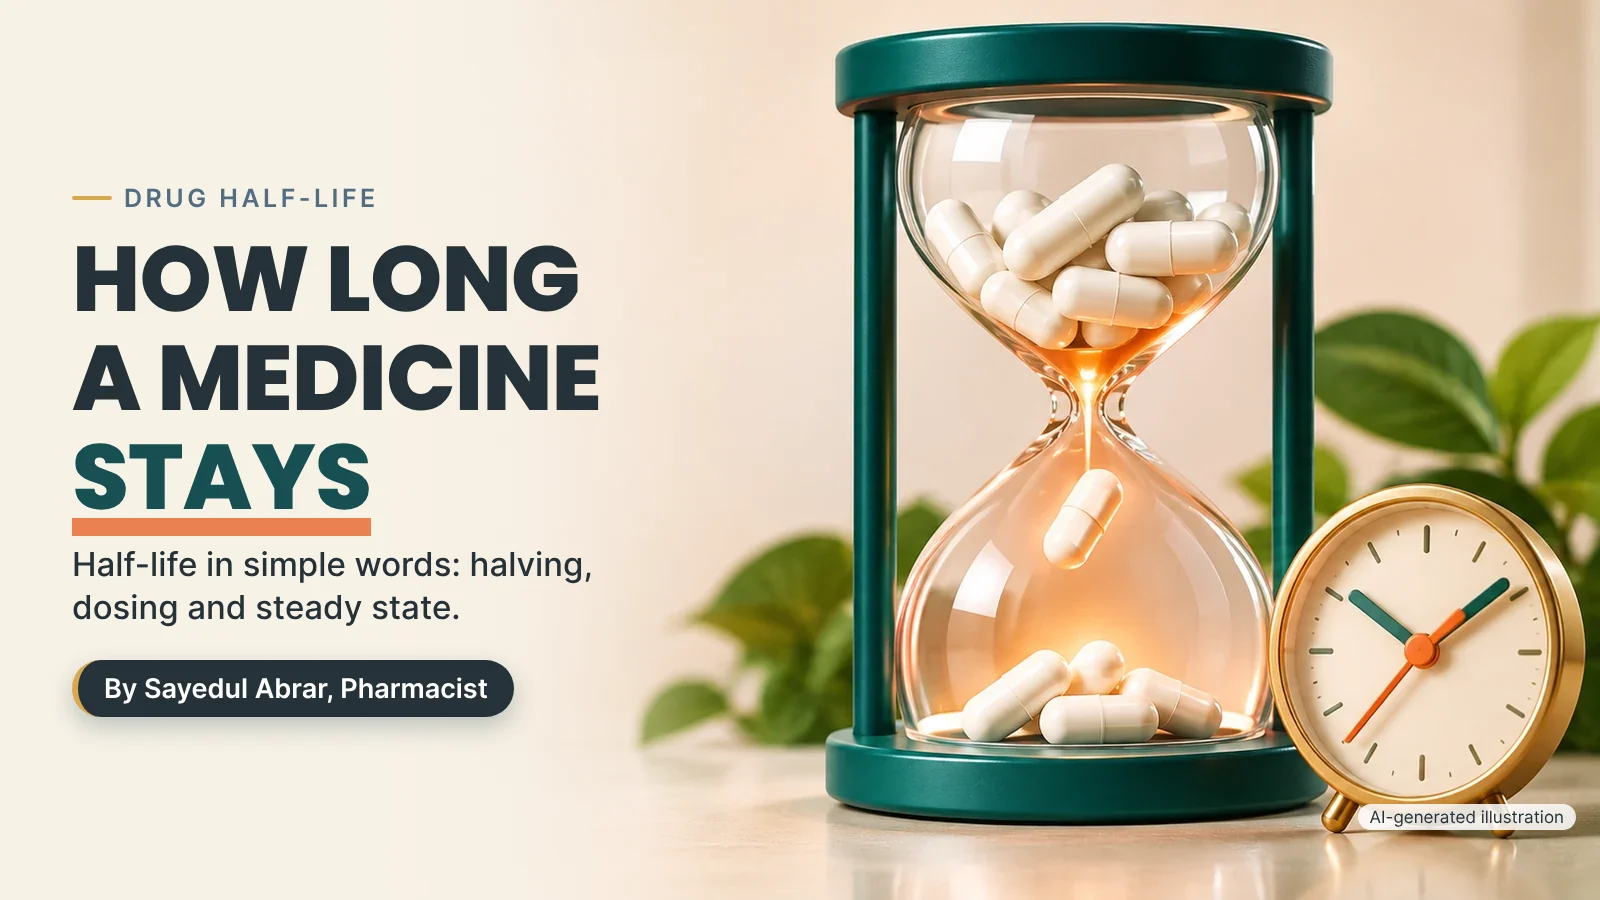 DRUG HALF-LIFE
HOW LONG
A MEDICINE
STAYS
Half-life in simple words: halving,
dosing and steady state.
By Sayedul Abrar, Pharmacist
AI-generated illustration